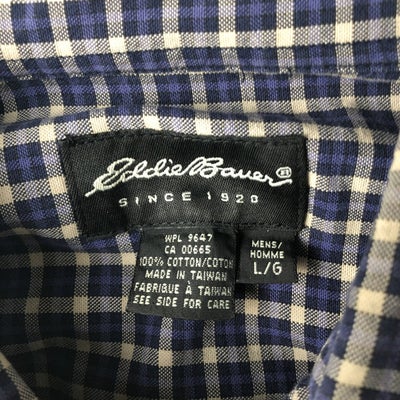 Eddie Bauer
SINCE 1920
WPL 9647
CA 00665
100% COTTON/COTON
MADE IN TAIWAN
FABRIQUÉ À TAIWAN
SEE SIDE FOR CARE
MENS/
HOMME
L/G